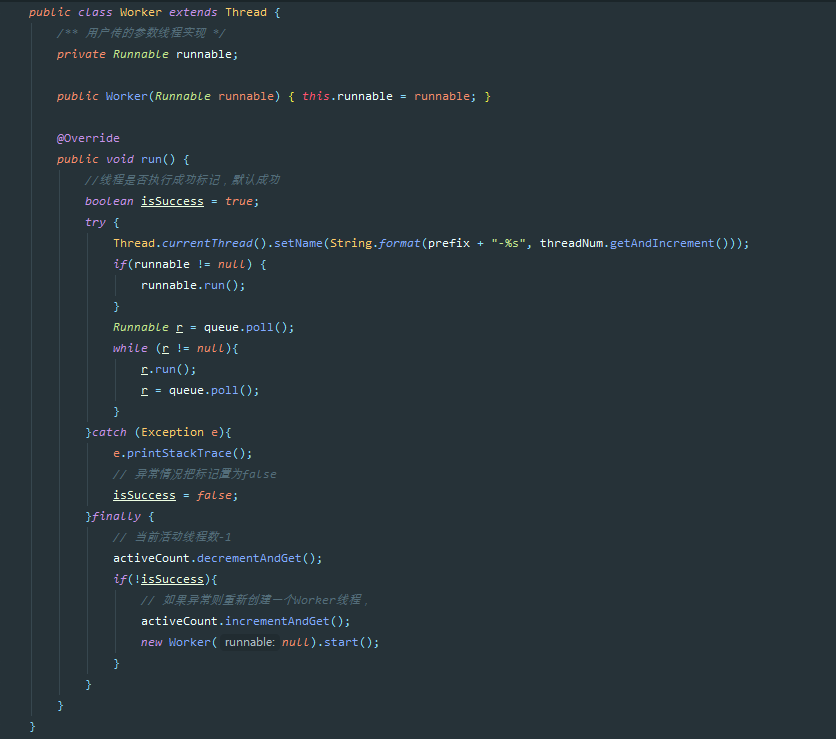 public class Worker extends Thread {
/** 用户传的参数线程实现 */
private Runnable runnable;
public Worker(Runnable runnable) { this.runnable = runnable; }
@Override
public void run() {
//线程是否执行成功标记，默认成功
boolean isSuccess = true;
try {
Thread.currentThread().setName(String.format(prefix + "-%s", threadNum.getAndIncrement()));
if(runnable != null) {
runnable.run();
}
Runnable r = queue.poll();
while (r != null){
r.run();
r = queue.poll();
}
}catch (Exception e){
e.printStackTrace();
// 异常情况把标记置为false
isSuccess = false;
}finally {
// 当前活动线程数-1
activeCount.decrementAndGet();
if(!isSuccess){
// 如果异常则重新创建一个Worker线程，
activeCount.incrementAndGet();
new Worker( runnable: null).start();
}
}
}
}